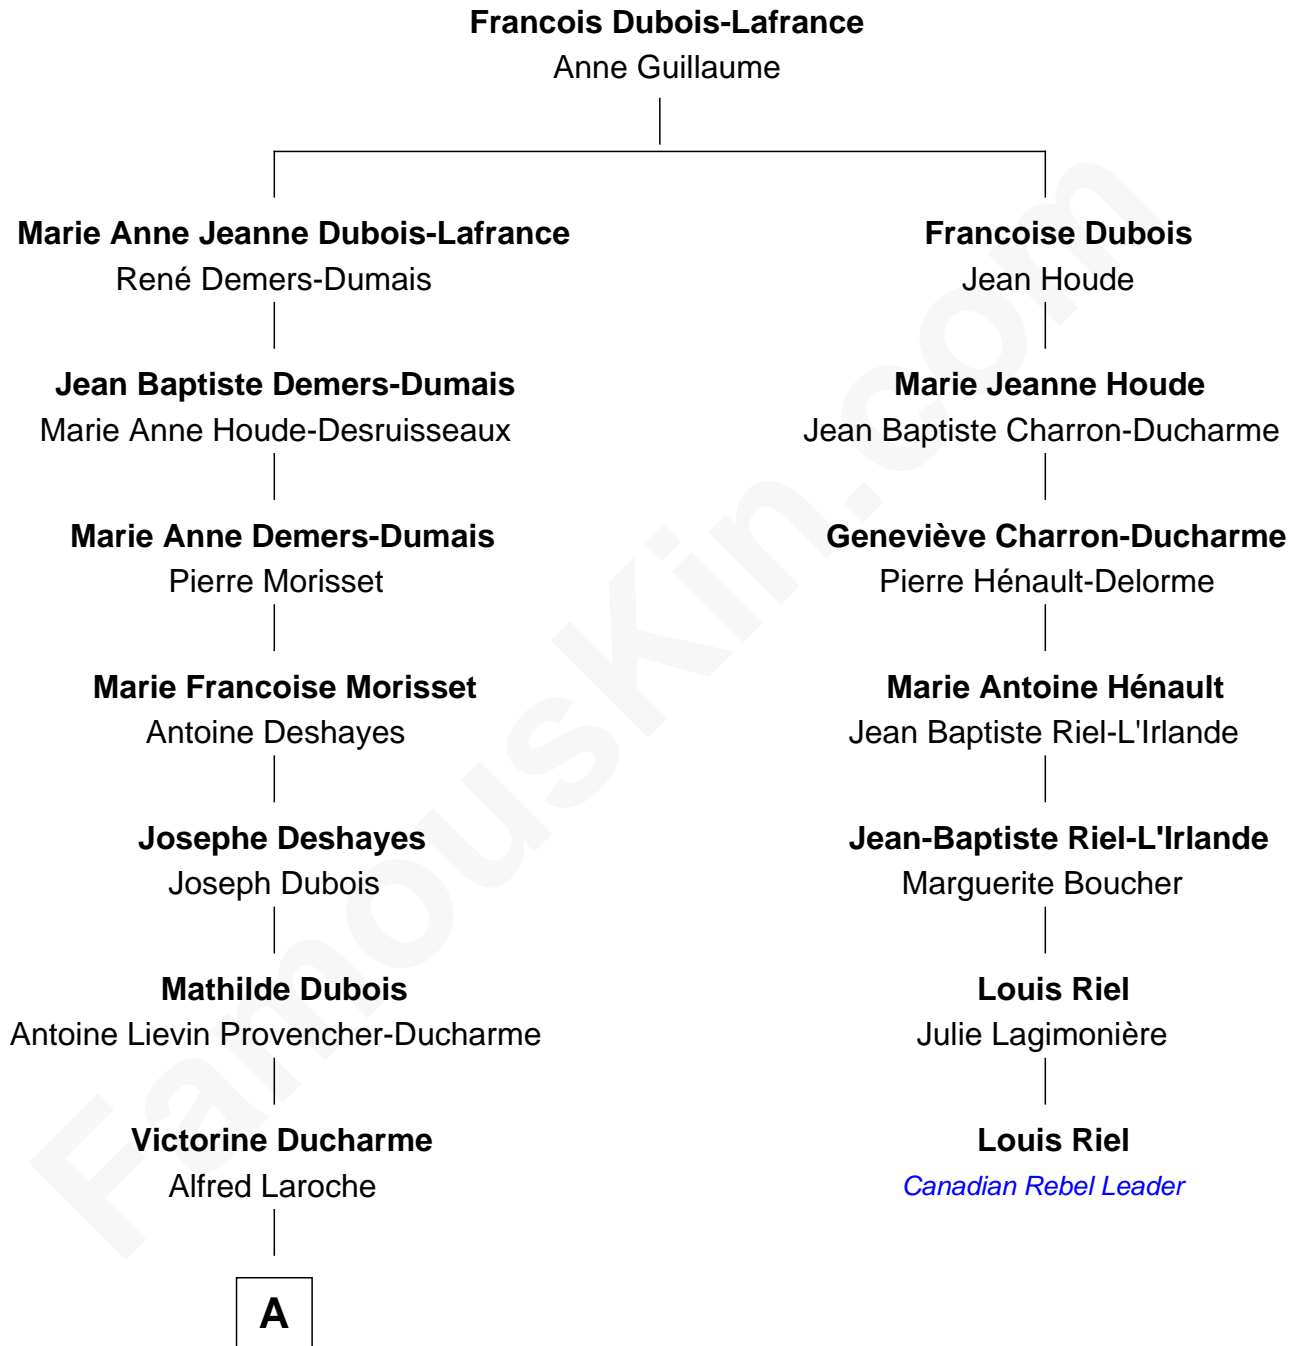 Francois Dubois-Lafrance
Anne Guillaume
Marie Anne Jeanne Dubois-Lafrance
René Demers-Dumais
Francoise Dubois
Jean Houde
Jean Baptiste Demers-Dumais
Marie Anne Houde-Desruisseaux
Marie Jeanne Houde
Jean Baptiste Charron-Ducharme
Marie Anne Demers-Dumais
Pierre Morisset
Geneviève Charron-Ducharme
Pierre Hénault-Delorme
Marie Francoise Morisset
Antoine Deshayes
Marie Antoine Hénault
Jean Baptiste Riel-L'Irlande
Josephe Deshayes
Joseph Dubois
Jean-Baptiste Riel-L'Irlande
Marguerite Boucher
Mathilde Dubois
Antoine Lievin Provencher-Ducharme
Louis Riel
Julie Lagimonière
Victorine Ducharme
Alfred Laroche
Louis Riel
Canadian Rebel Leader
A
FamousKin.com